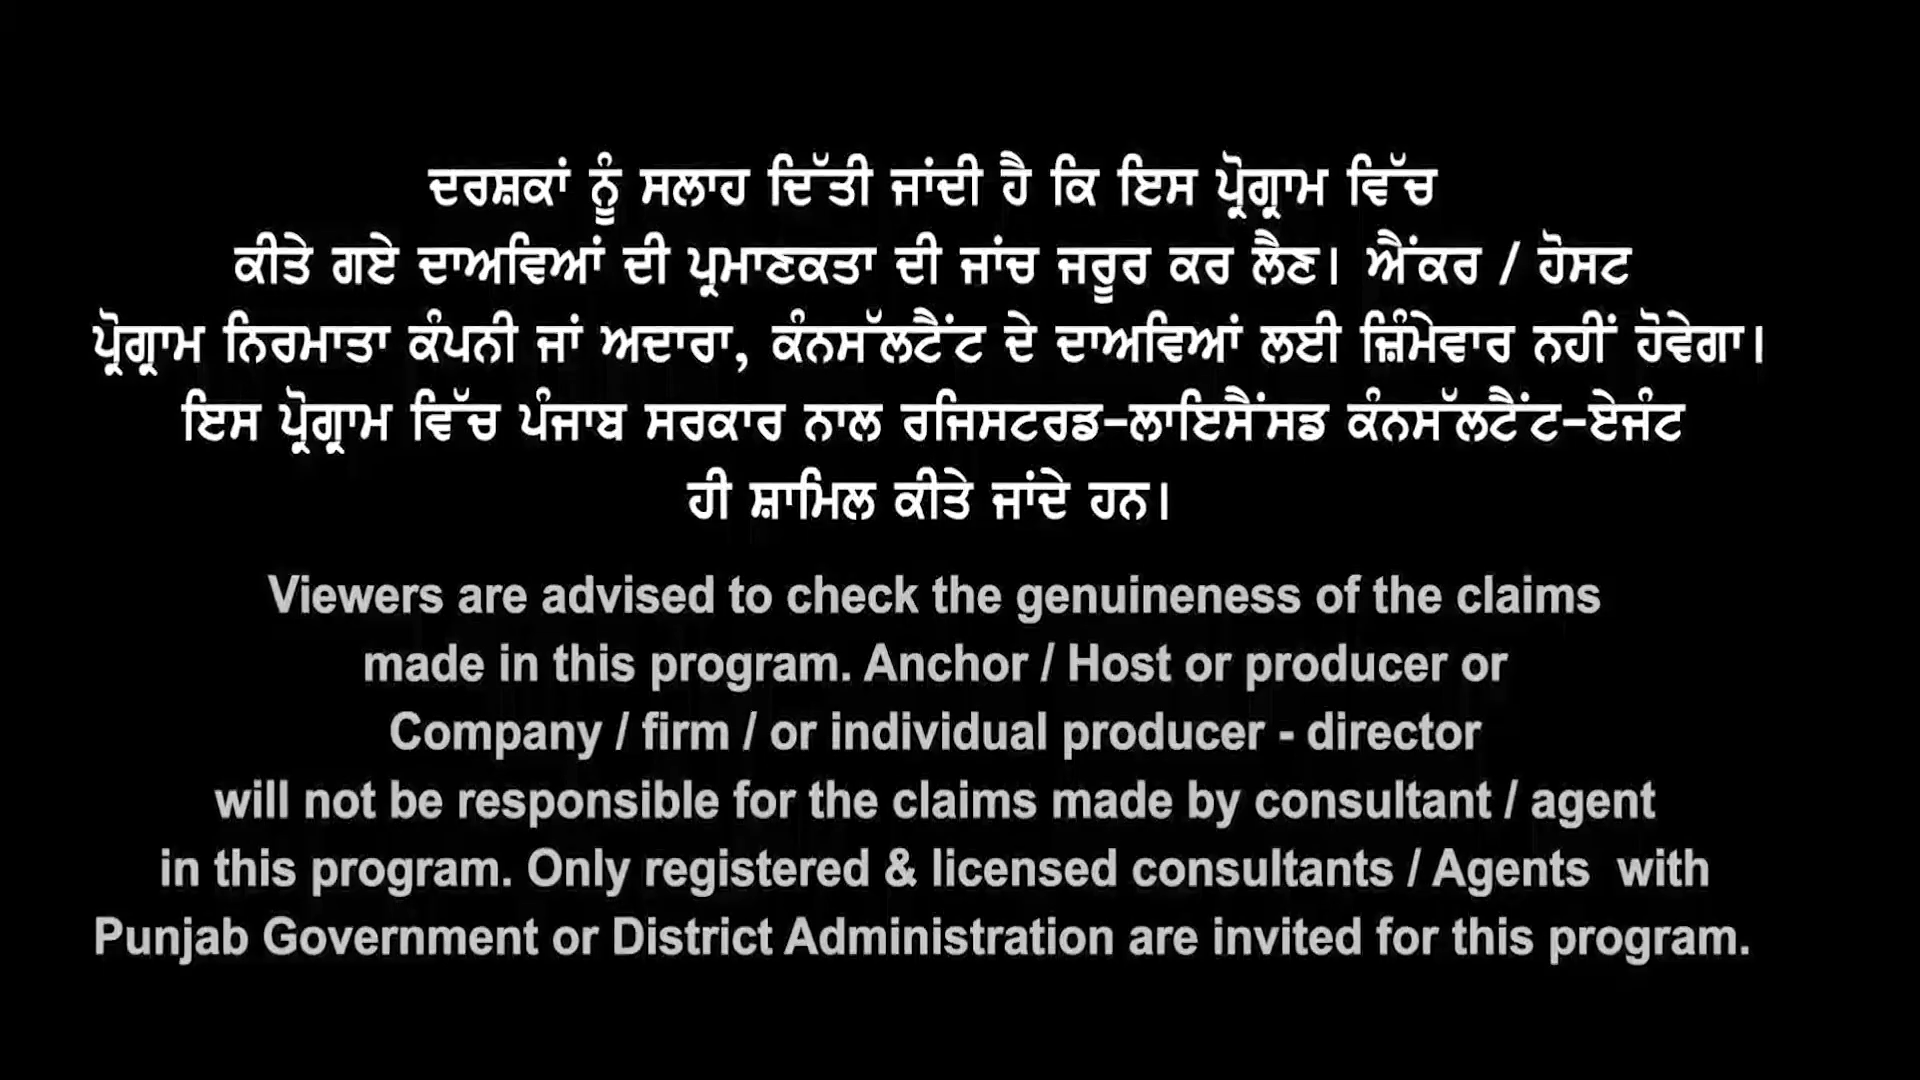 ਦਰਸ਼ਕਾਂ ਨੂੰ ਸਲਾਹ ਦਿੱਤੀ ਜਾਂਦੀ ਹੈ ਕਿ ਇਸ ਪ੍ਰੋਗ੍ਰਾਮ ਵਿੱਚ
ਕੀਤੇ ਗਏ ਦਾਅਵਿਆਂ ਦੀ ਪ੍ਰਮਾਣਕਤਾ ਦੀ ਜਾਂਚ ਜਰੂਰ ਕਰ ਲੈਣ। ਐਂਕਰ / ਹੋਸਟ
ਪ੍ਰੋਗ੍ਰਾਮ ਨਿਰਮਾਤਾ ਕੰਪਨੀ ਜਾਂ ਅਦਾਰਾ, ਕੰਨਸੱਲਟੈਂਟ ਦੇ ਦਾਅਵਿਆਂ ਲਈ ਜ਼ਿੰਮੇਵਾਰ ਨਹੀਂ ਹੋਵੇਗਾ।
ਇਸ ਪ੍ਰੋਗ੍ਰਾਮ ਵਿੱਚ ਪੰਜਾਬ ਸਰਕਾਰ ਨਾਲ ਰਜਿਸਟਰਡ-ਲਾਇਸੈਂਸਡ ਕੰਨਸੱਲਟੈਂਟ-ਏਜੰਟ
ਹੀ ਸ਼ਾਮਿਲ ਕੀਤੇ ਜਾਂਦੇ ਹਨ।
Viewers are advised to check the genuineness of the claims
made in this program. Anchor / Host or producer or
Company / firm / or individual producer - director
will not be responsible for the claims made by consultant / agent
in this program. Only registered & licensed consultants / Agents with
Punjab Government or District Administration are invited for this program.